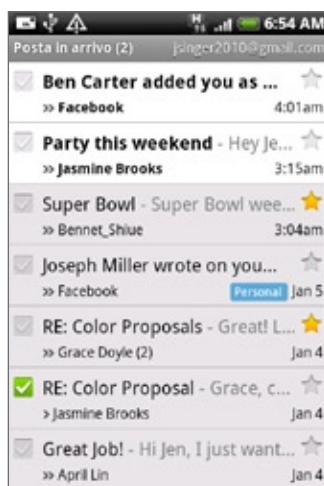 H 6:54 AM
Posta in arrivo (2) jsinger2010@gmail.com
Ben Carter added you as ...
» Facebook 4:01am
Party this weekend - Hey Je...
» Jasmine Brooks 3:15am
Super Bowl - Super Bowl wee...
» Bennet_Shiue 3:04am
Joseph Miller wrote on you...
» Facebook Personal Jan 5
RE: Color Proposals - Great! L...
» Grace Doyle (2) Jan 4
RE: Color Proposal - Grace, c...
› Jasmine Brooks Jan 4
Great Job! - Hi Jen, I just want...
» April Lin Jan 4